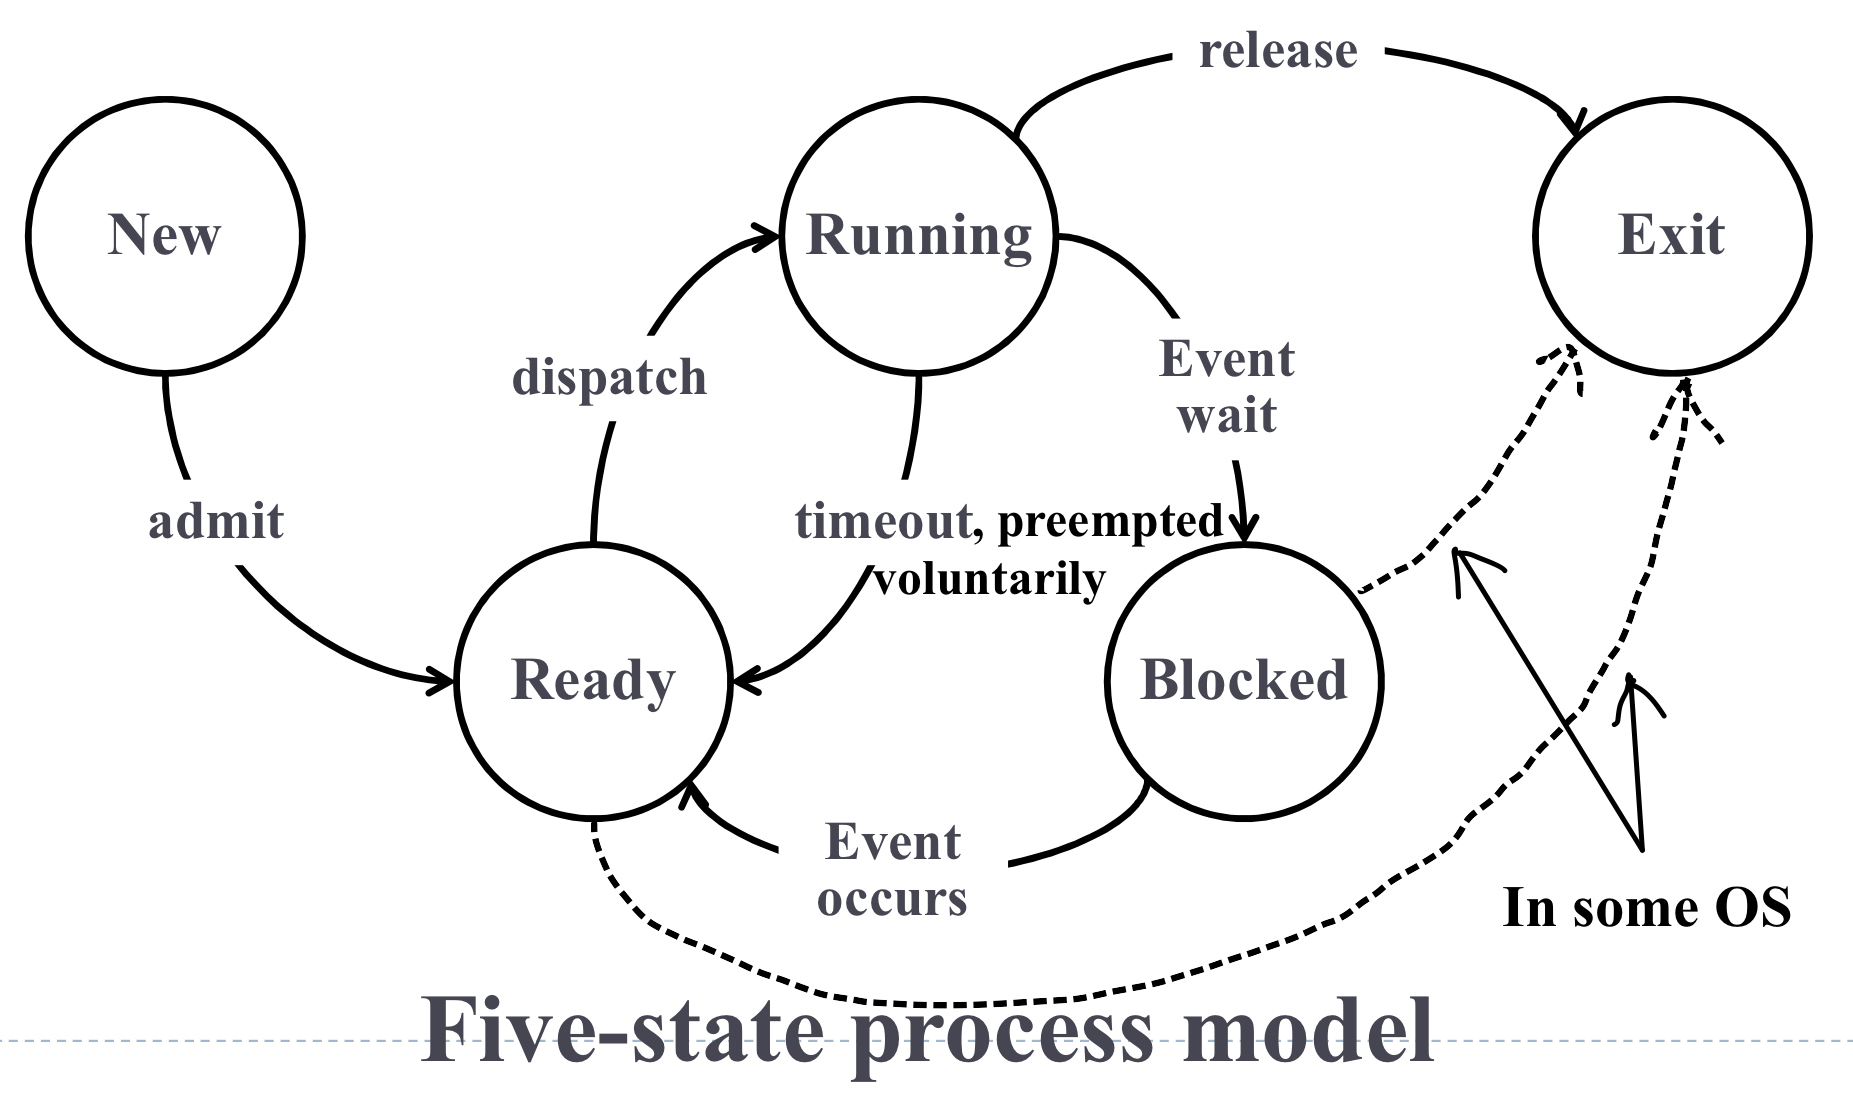 release
New
Running
Exit
dispatch
Event
wait
admit
timeout, preempted
voluntarily
Ready
Blocked
Event
occurs
In some OS
Five-state process model